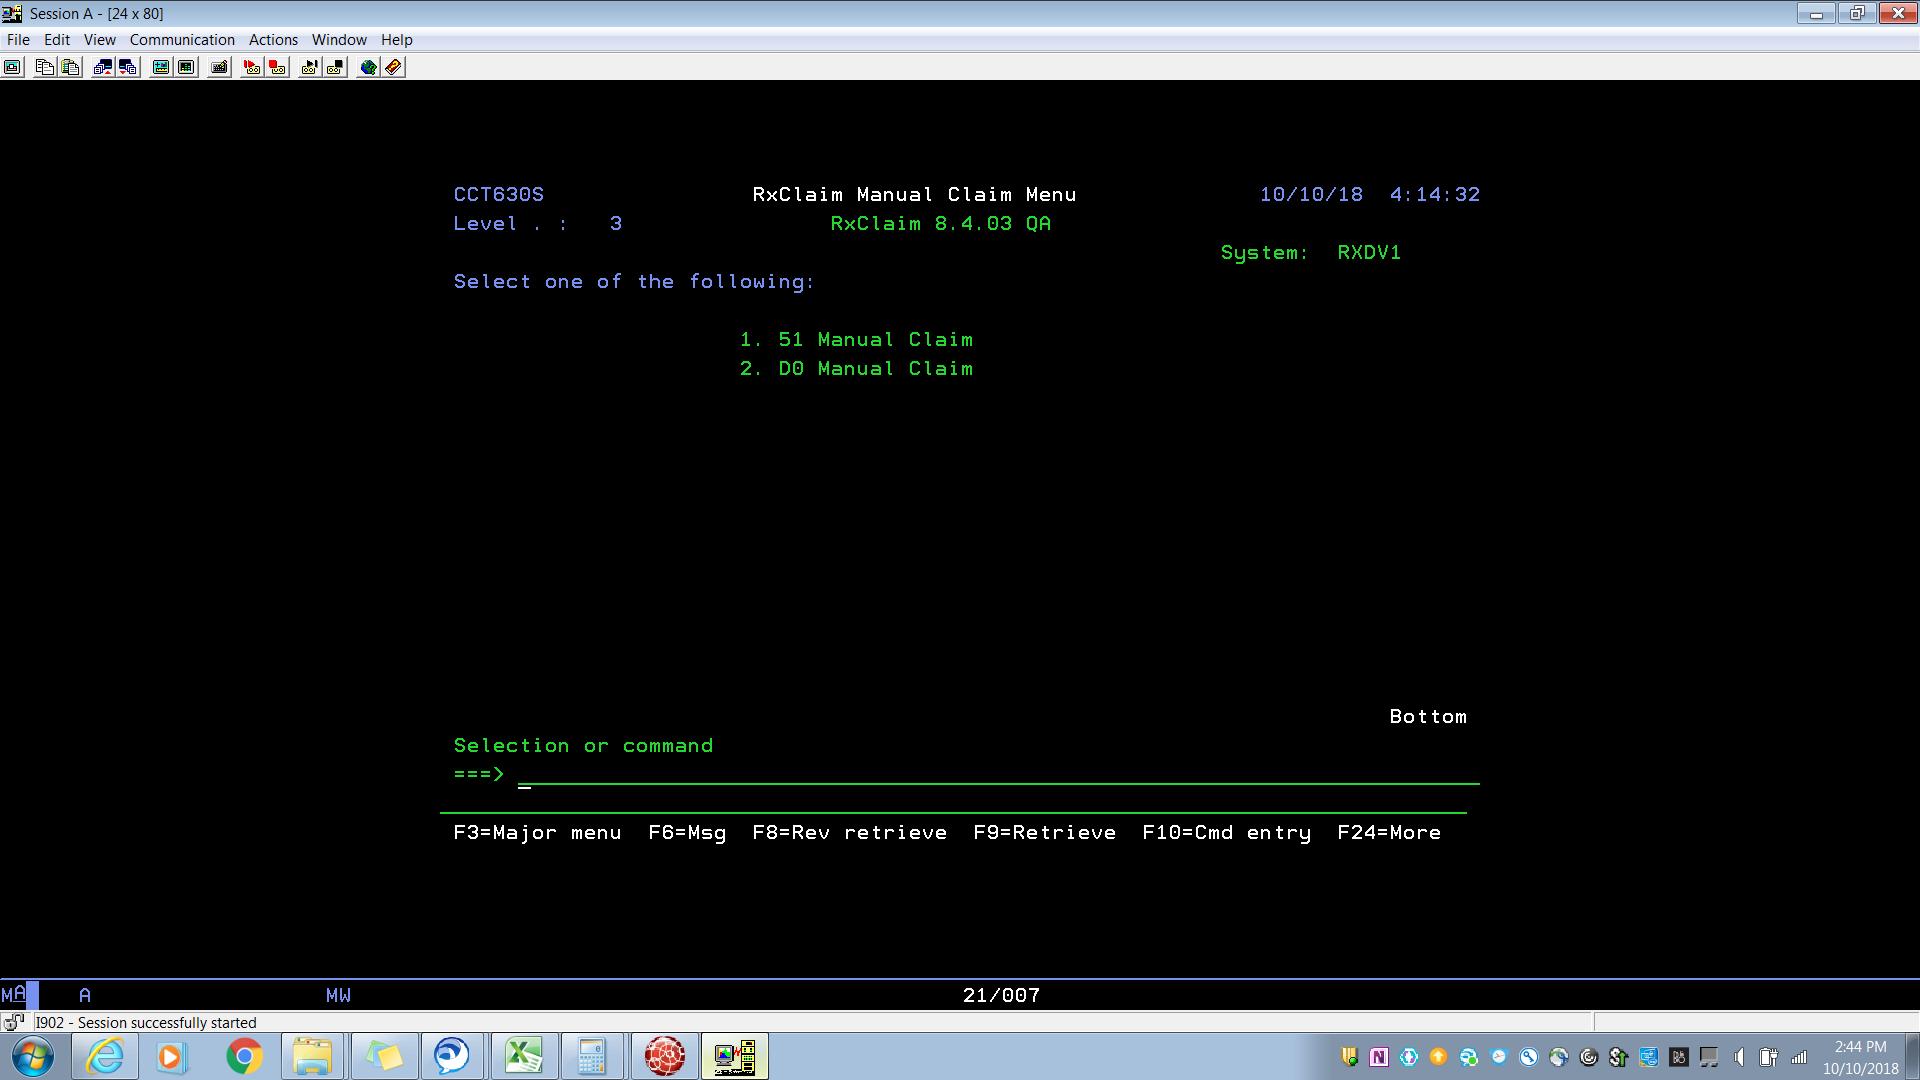 Session A - [24 x 80]
File Edit View Communication Actions Window Help
CCT630S RxClaim Manual Claim Menu 10/10/18 4:14:32
Level . : 3 RxClaim 8.4.03 QA
System: RXDV1
Select one of the following:
1. 51 Manual Claim
2. D0 Manual Claim
Bottom
Selection or command
===> _
F3=Major menu F6=Msg F8=Rev retrieve F9=Retrieve F10=Cmd entry F24=More
MA A MW 21/007
I902 - Session successfully started
2:44 PM
10/10/2018